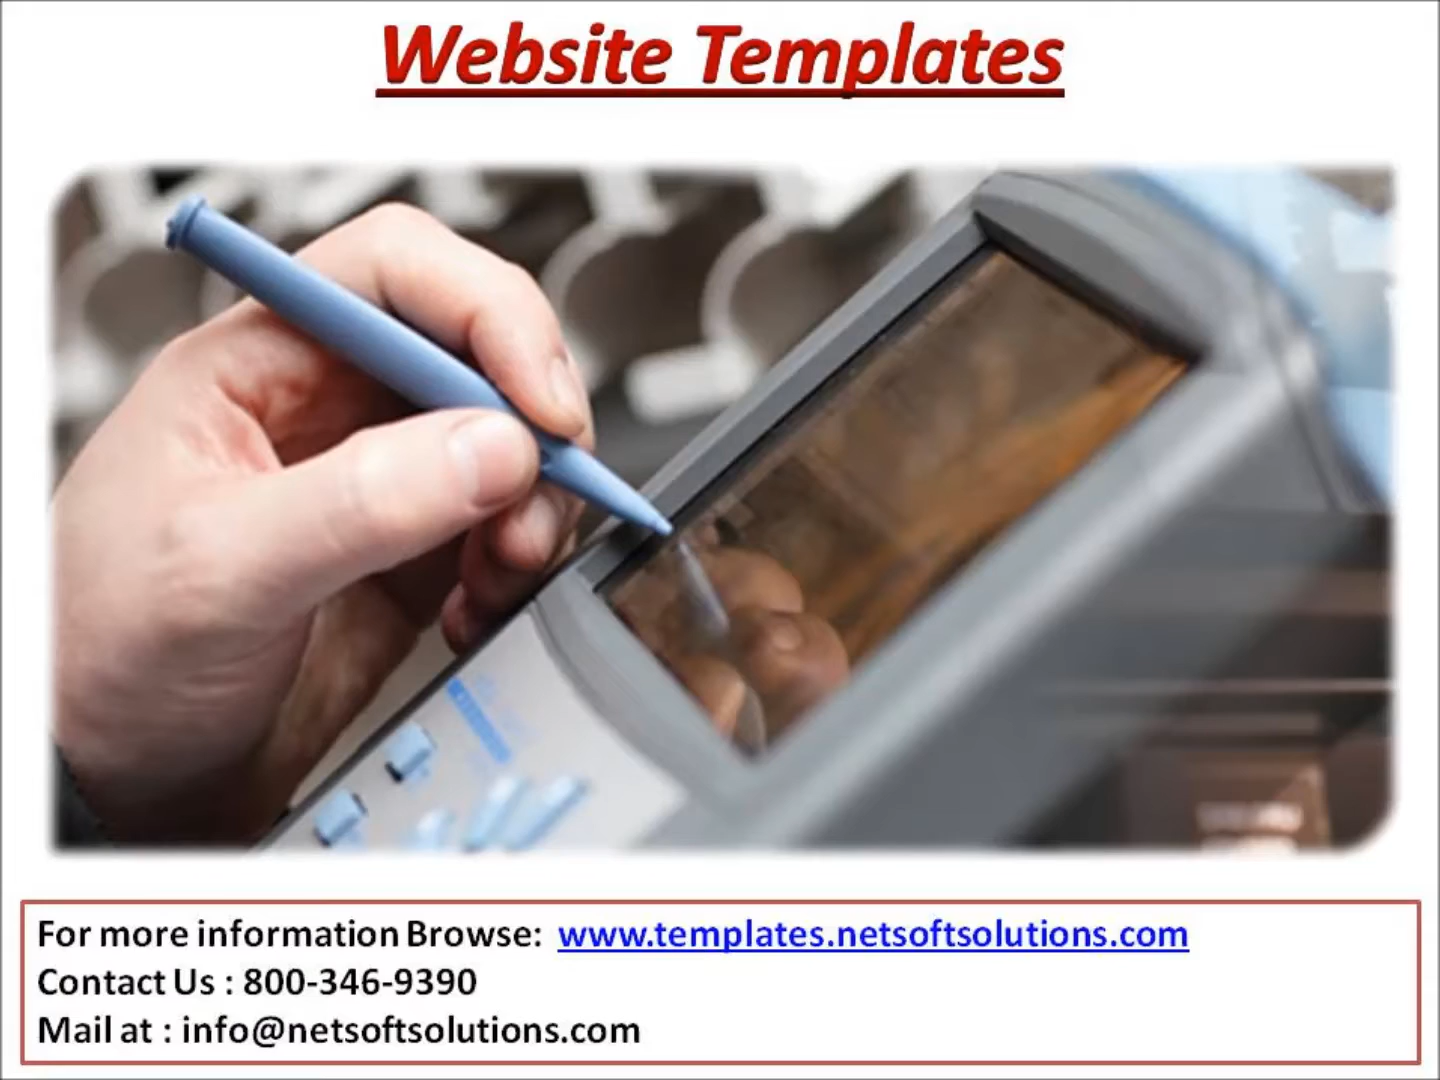 Website Templates
For more information Browse: www.templates.netsoftsolutions.com
Contact Us : 800-346-9390
Mail at : info@netsoftsolutions.com